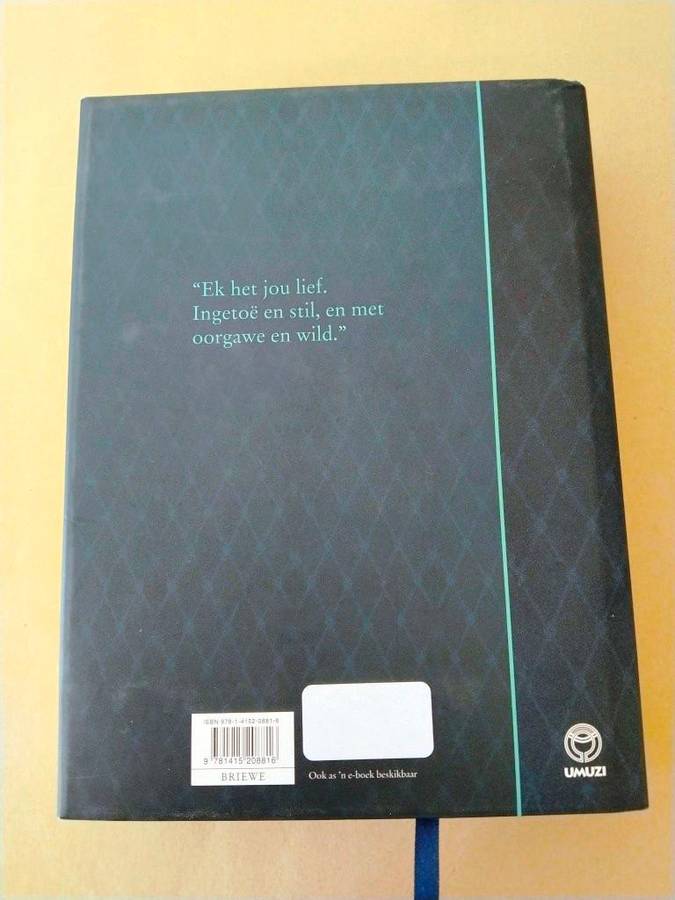 “Ek het jou lief.
Ingetoë en stil, en met
oorgawe en wild.”
ISBN 978-1-4152-0881-6
9 781415 208816
BRIEWE
Ook as ’n e-boek beskikbaar
UMUZI